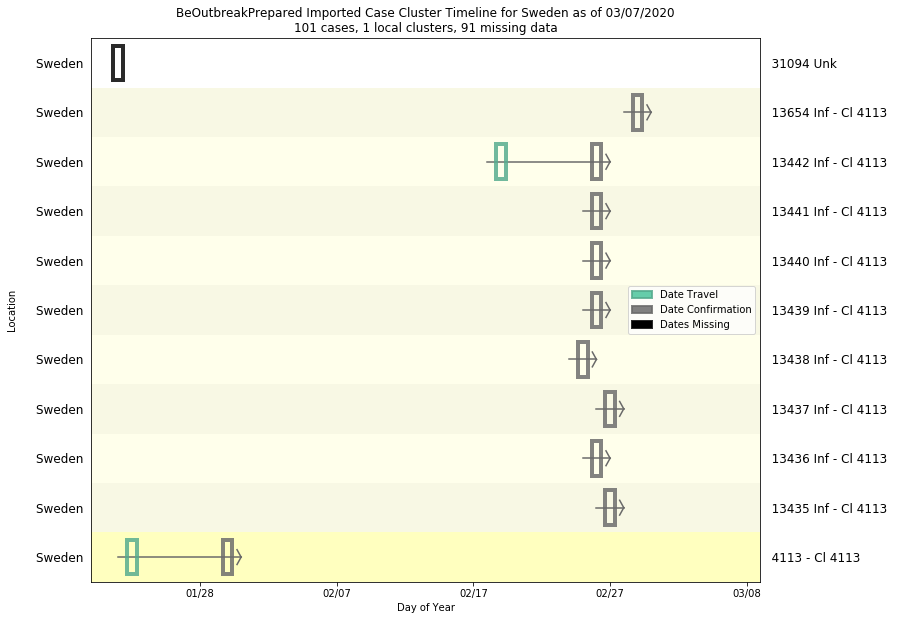 BeOutbreakPrepared Imported Case Cluster Timeline for Sweden as of 03/07/2020
101 cases, 1 local clusters, 91 missing data
Sweden 31094 Unk
Sweden 13654 Inf - Cl 4113
Sweden 13442 Inf - Cl 4113
Sweden 13441 Inf - Cl 4113
Sweden 13440 Inf - Cl 4113
Sweden 13439 Inf - Cl 4113
Sweden 13438 Inf - Cl 4113
Sweden 13437 Inf - Cl 4113
Sweden 13436 Inf - Cl 4113
Sweden 13435 Inf - Cl 4113
Sweden 4113 - Cl 4113
Location
Date Travel
Date Confirmation
Dates Missing
01/28 02/07 02/17 02/27 03/08
Day of Year